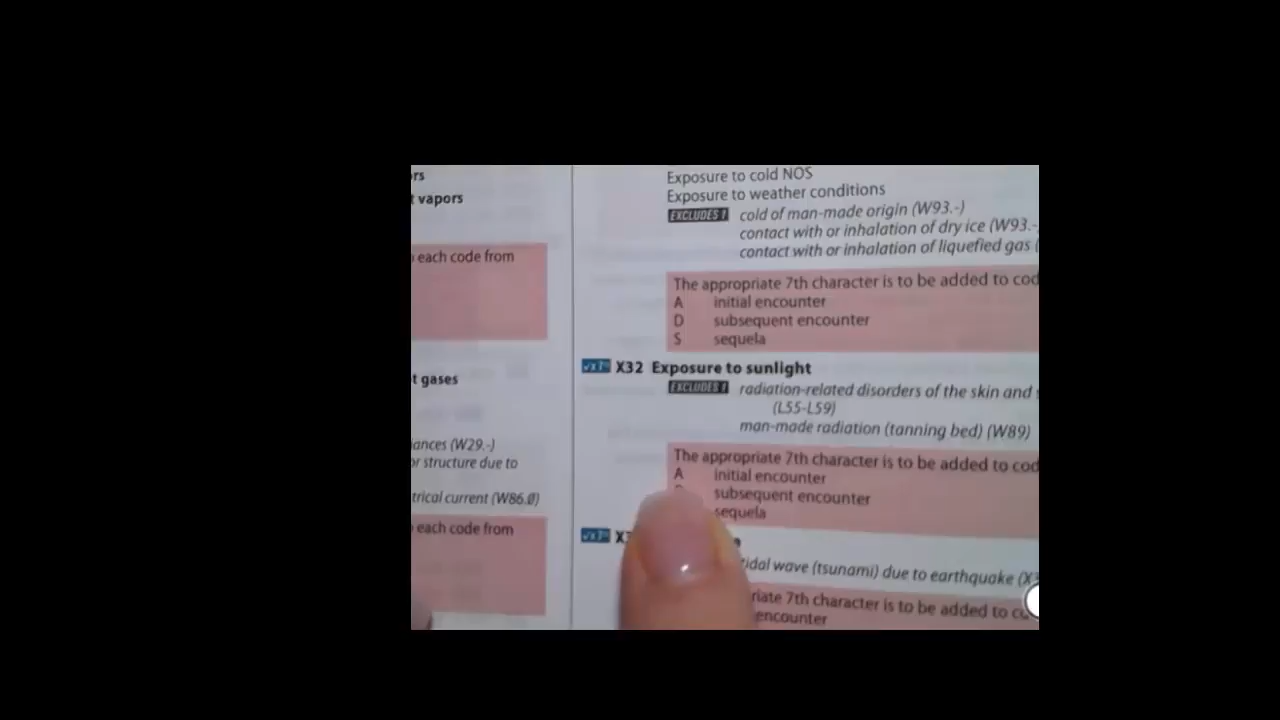 rs
t vapors
each code from
t gases
ances (W29.-)
or structure due to
trical current (W86.0)
each code from
Exposure to cold NOS
Exposure to weather conditions
EXCLUDES 1 cold of man-made origin (W93.-)
contact with or inhalation of dry ice (W93.-
contact with or inhalation of liquefied gas (
The appropriate 7th character is to be added to cod
A initial encounter
D subsequent encounter
S sequela
√x7th X32 Exposure to sunlight
EXCLUDES 1 radiation-related disorders of the skin and
(L55-L59)
man-made radiation (tanning bed) (W89)
The appropriate 7th character is to be added to cod
A initial encounter
subsequent encounter
sequela
√x7th X3
tidal wave (tsunami) due to earthquake (X3
riate 7th character is to be added to co
encounter